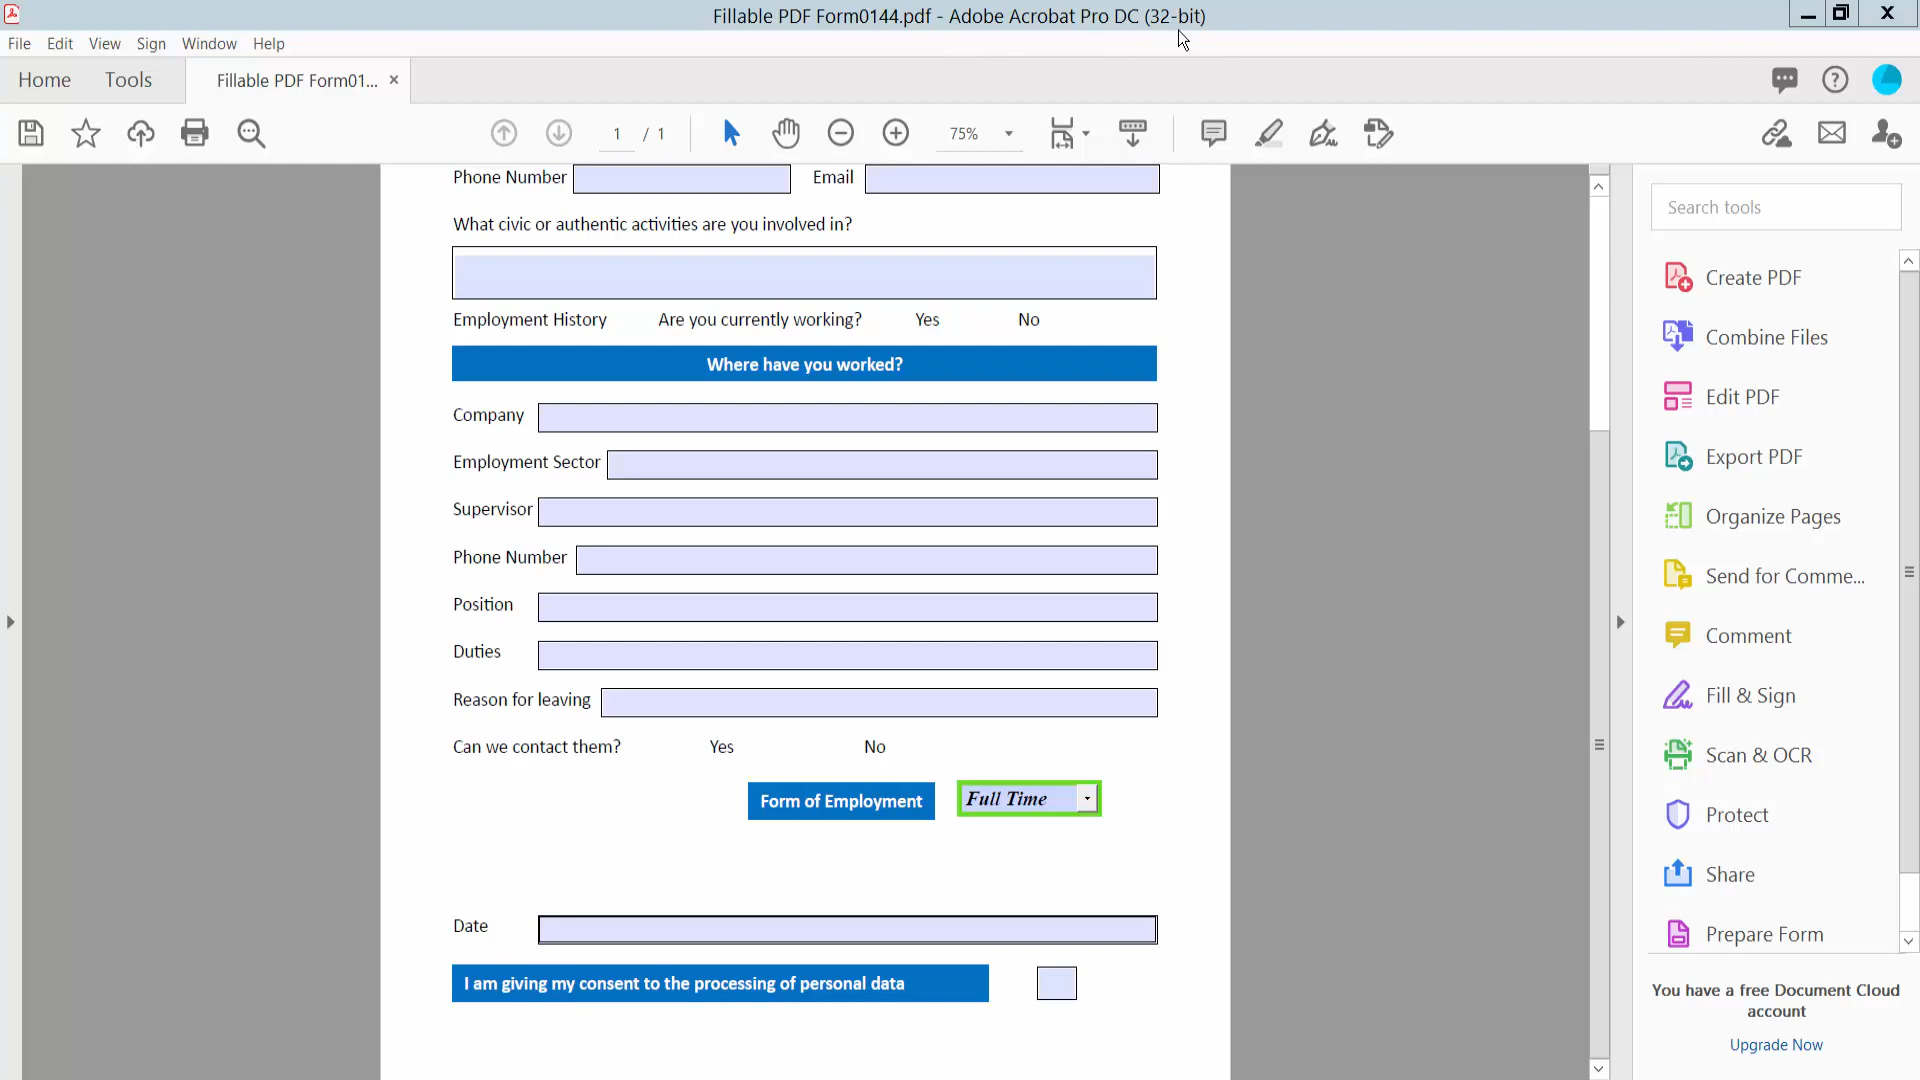 Fillable PDF Form0144.pdf - Adobe Acrobat Pro DC (32-bit)
File Edit View Sign Window Help
Home Tools Fillable PDF Form01... ×
1 / 1 75%
Phone Number Email
What civic or authentic activities are you involved in?
Employment History Are you currently working? Yes No
Where have you worked?
Company
Employment Sector
Supervisor
Phone Number
Position
Duties
Reason for leaving
Can we contact them? Yes No
Form of Employment Full Time
Date
I am giving my consent to the processing of personal data
Search tools
Create PDF
Combine Files
Edit PDF
Export PDF
Organize Pages
Send for Comme...
Comment
Fill & Sign
Scan & OCR
Protect
Share
Prepare Form
You have a free Document Cloud
account
Upgrade Now